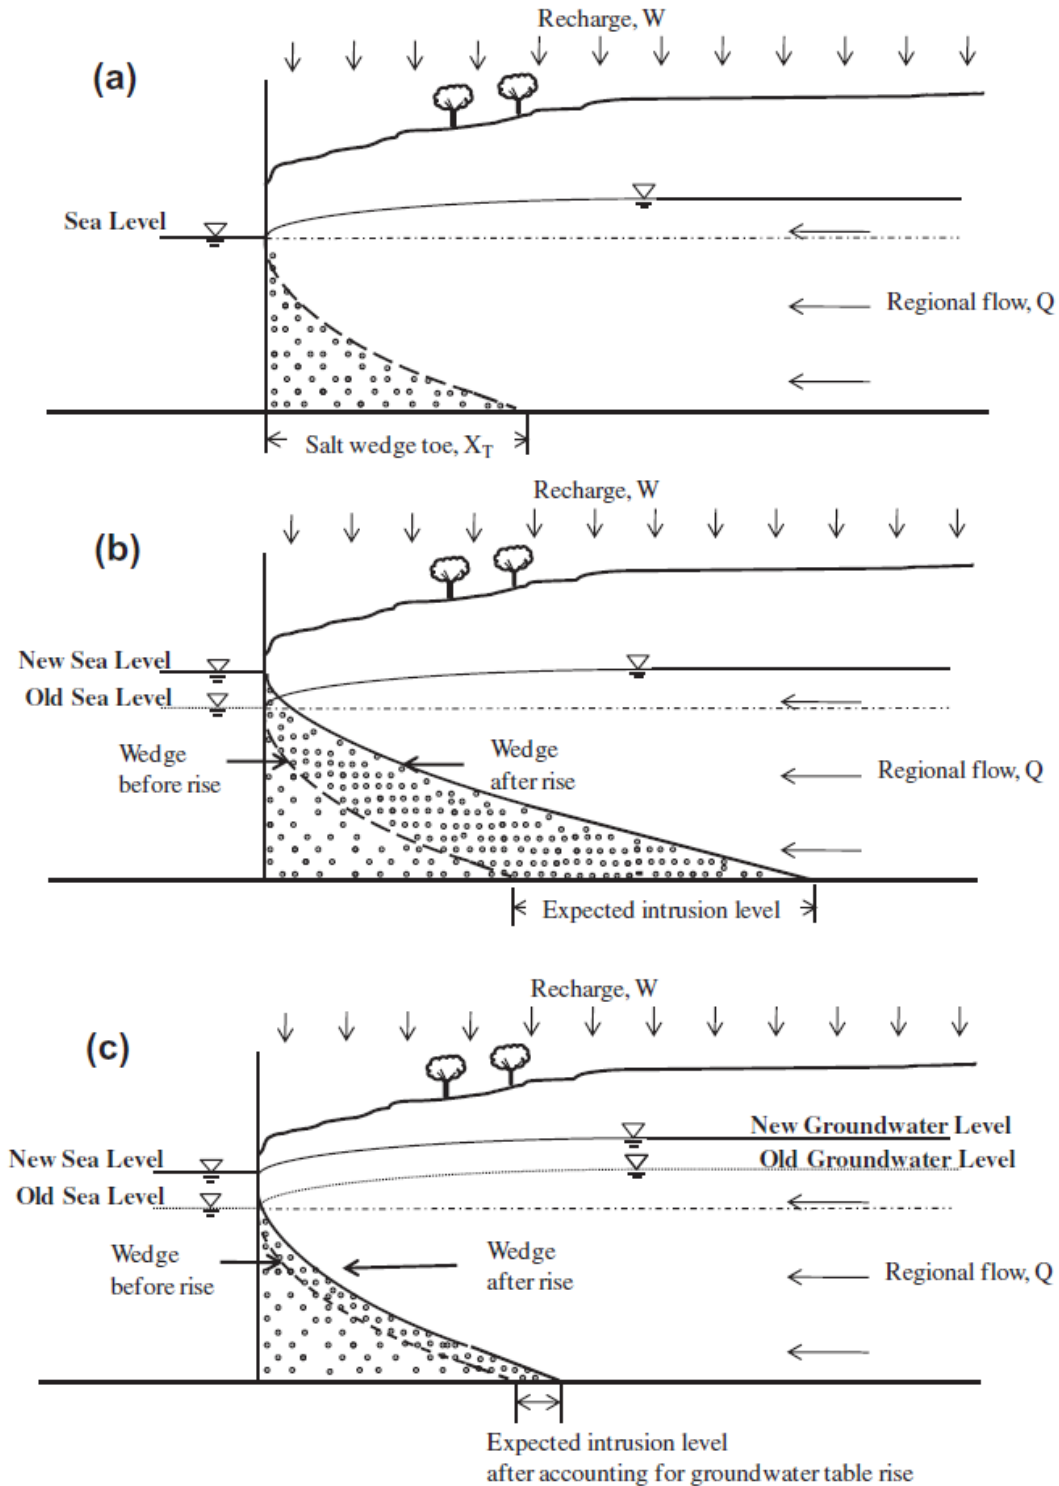 Recharge, W
(a)
Sea Level
Regional flow, Q
Salt wedge toe, XT
Recharge, W
(b)
New Sea Level
Old Sea Level
Wedge
before rise
Wedge
after rise
Regional flow, Q
Expected intrusion level
Recharge, W
(c)
New Groundwater Level
New Sea Level
Old Groundwater Level
Old Sea Level
Wedge
before rise
Wedge
after rise
Regional flow, Q
Expected intrusion level
after accounting for groundwater table rise